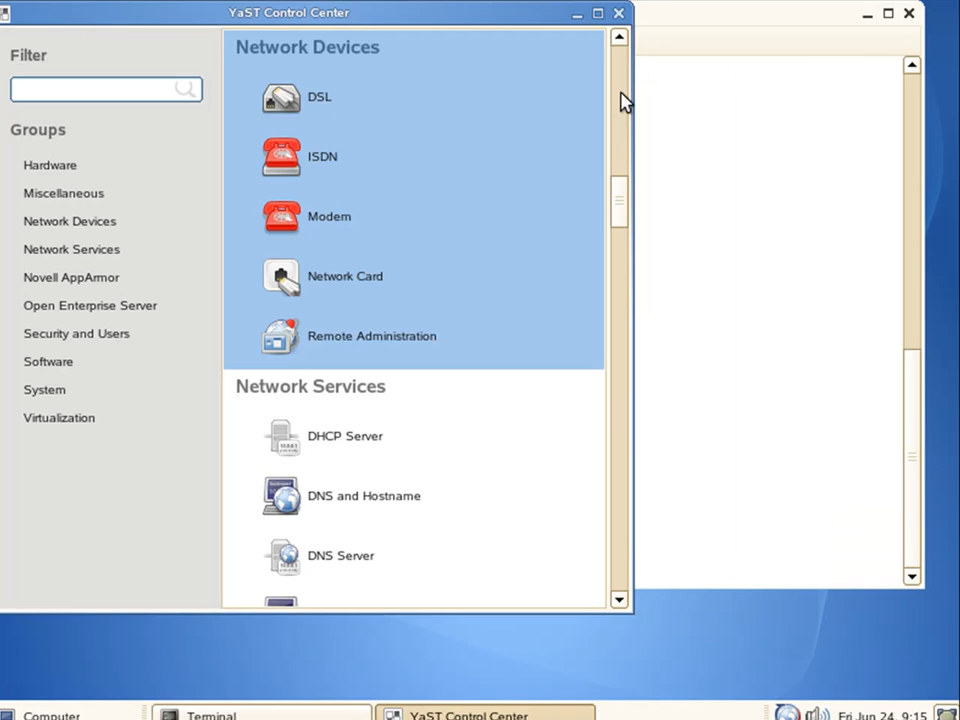 YaST Control Center
Filter
Groups
Hardware
Miscellaneous
Network Devices
Network Services
Novell AppArmor
Open Enterprise Server
Security and Users
Software
System
Virtualization
Network Devices
DSL
ISDN
Modem
Network Card
Remote Administration
Network Services
DHCP Server
DNS and Hostname
DNS Server
Computer
Terminal
YaST Control Center
Fri Jun 24, 9:15